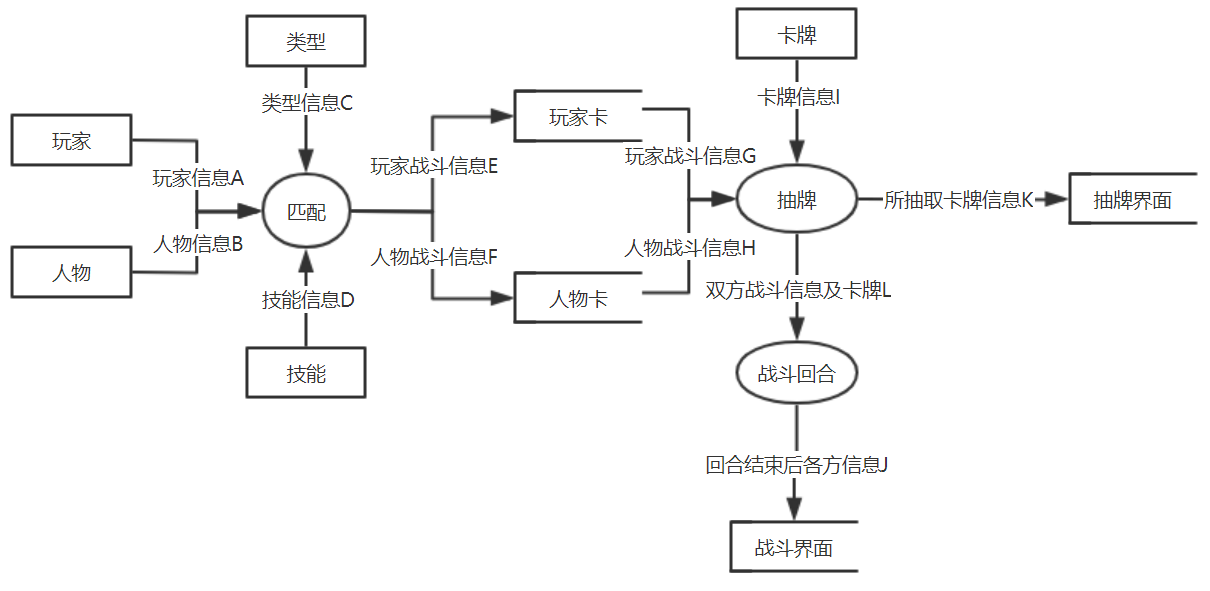 类型
卡牌
类型信息C
卡牌信息I
玩家
玩家卡
玩家信息A
玩家战斗信息E
玩家战斗信息G
匹配
抽牌
所抽取卡牌信息K
抽牌界面
人物信息B
人物战斗信息F
人物战斗信息H
人物
技能信息D
人物卡
双方战斗信息及卡牌L
技能
战斗回合
回合结束后各方信息J
战斗界面